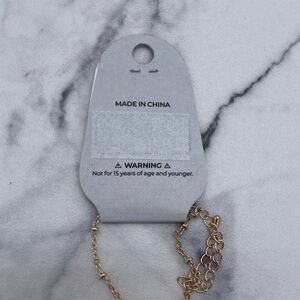 MADE IN CHINA
⚠ WARNING ⚠
Not for 15 years of age and younger.